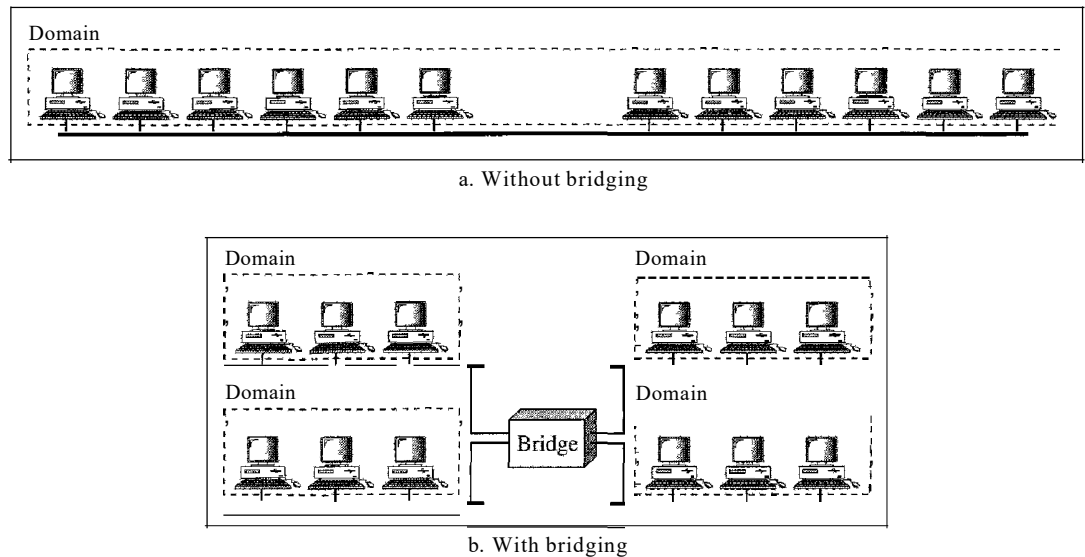 Domain
a. Without bridging
Domain
Domain
Domain
Domain
Bridge
b. With bridging